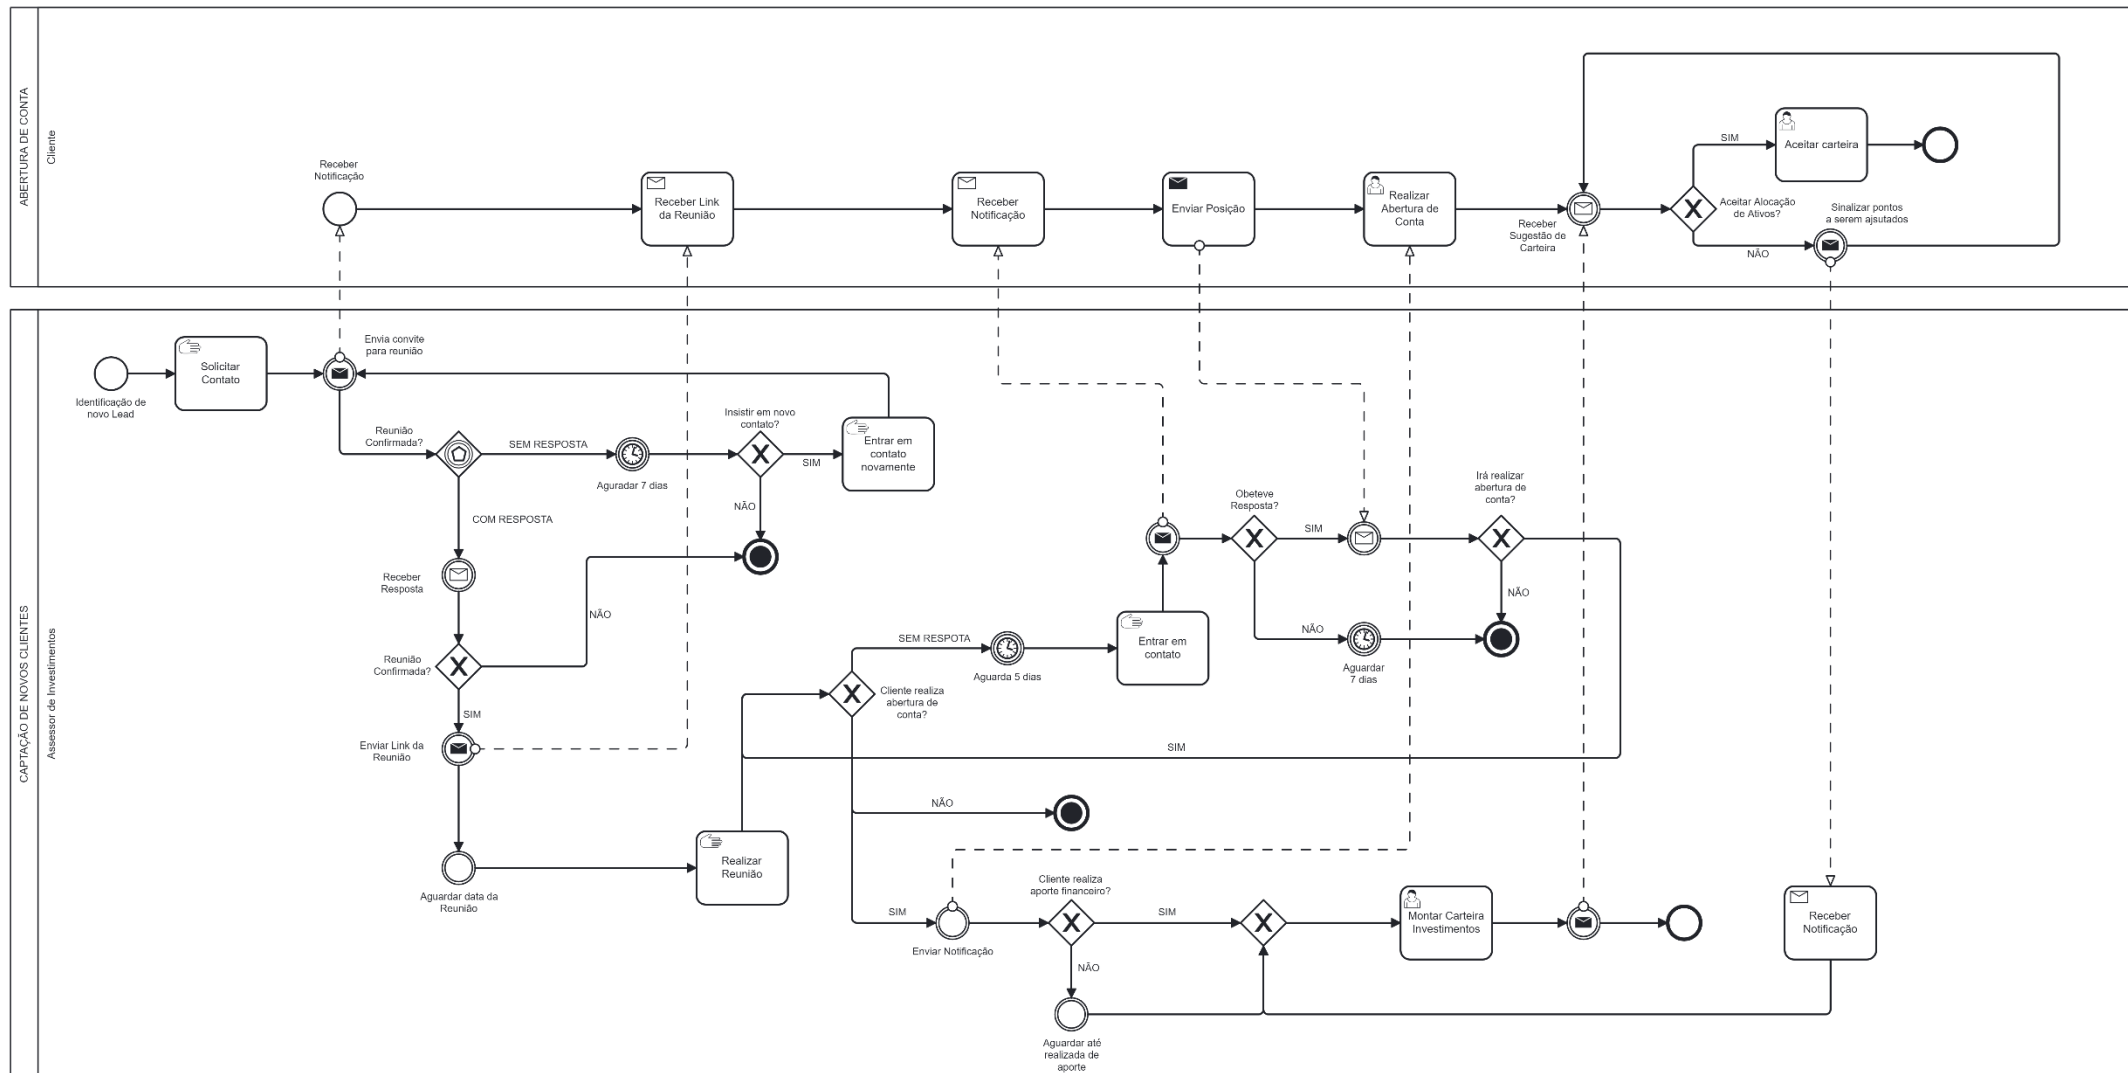 ABERTURA DE CONTA
Cliente
Receber
Notificação
Receber Link
da Reunião
Receber
Notificação
Enviar Posição
Realizar
Abertura de
Conta
Receber
Sugestão de
Carteira
SIM
Aceitar carteira
Aceitar Alocação
de Ativos?
Sinalizar pontos
a serem ajsutados
NÃO
CAPTAÇÃO DE NOVOS CLIENTES
Assessor de Investimentos
Identificação de
novo Lead
Solicitar
Contato
Envia convite
para reunião
Reunião
Confirmada?
SEM RESPOSTA
Aguradar 7 dias
Insistir em novo
contato?
SIM
Entrar em
contato
novamente
NÃO
COM RESPOSTA
Receber
Resposta
NÃO
Reunião
Confirmada?
SIM
Enviar Link da
Reunião
Aguardar data da
Reunião
Realizar
Reunião
Cliente realiza
abertura de
conta?
SEM RESPOTA
Aguarda 5 dias
Entrar em
contato
Obeteve
Resposta?
SIM
NÃO
Aguardar
7 dias
Irá realizar
abertura de
conta?
NÃO
SIM
NÃO
SIM
Enviar Notificação
Cliente realiza
aporte financeiro?
SIM
NÃO
Aguardar até
realizada de
aporte
Montar Carteira
Investimentos
Receber
Notificação